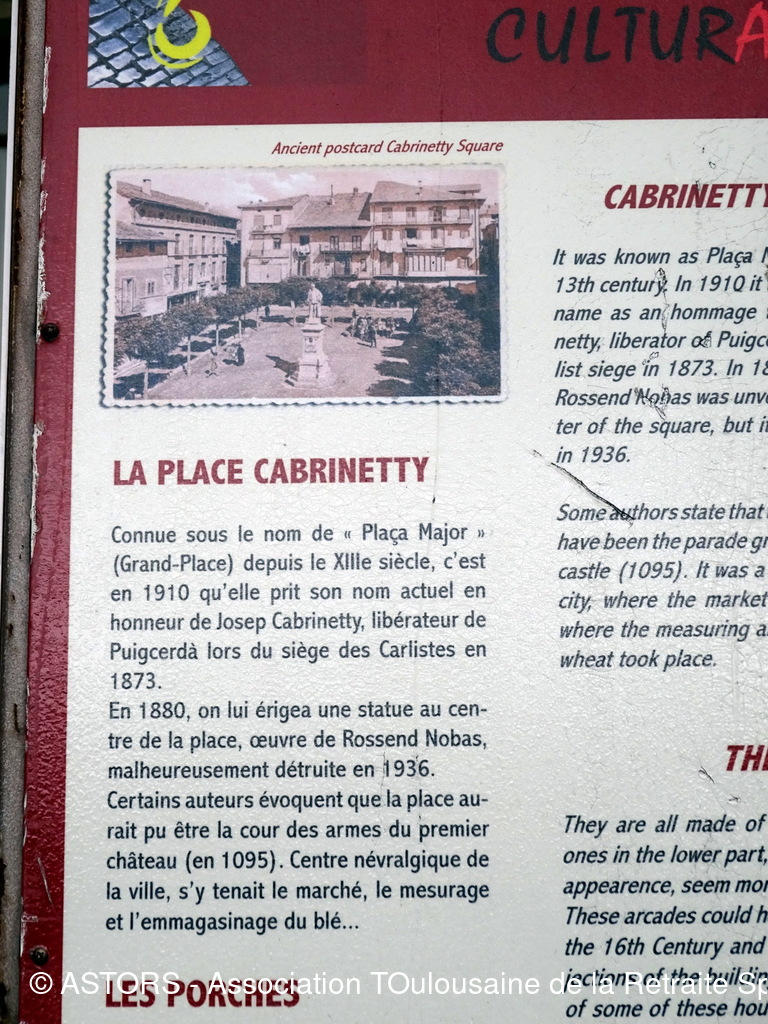 CULTURA
Ancient postcard Cabrinetty Square
LA PLACE CABRINETTY
Connue sous le nom de « Plaça Major »
(Grand-Place) depuis le XIIIe siècle, c’est
en 1910 qu’elle prit son nom actuel en
honneur de Josep Cabrinetty, libérateur de
Puigcerdà lors du siège des Carlistes en
1873.
En 1880, on lui érigea une statue au cen-
tre de la place, œuvre de Rossend Nobas,
malheureusement détruite en 1936.
Certains auteurs évoquent que la place au-
rait pu être la cour des armes du premier
château (en 1095). Centre névralgique de
la ville, s’y tenait le marché, le mesurage
et l’emmagasinage du blé...
LES PORCHES
CABRINETTY
It was known as Plaça
13th century. In 1910 it
name as an hommage
netty, liberator of Puigc
list siege in 1873. In 18
Rossend Nobas was unv
ter of the square, but it
in 1936.
Some authors state that
have been the parade gr
castle (1095). It was a
city, where the market
where the measuring a
wheat took place.
THE
They are all made of
ones in the lower part,
appearence, seem mor
These arcades could h
the 16th Century and
jections of the buildin
of some of these hou
© ASTORS - Association TOulousaine de la Retraite Sp